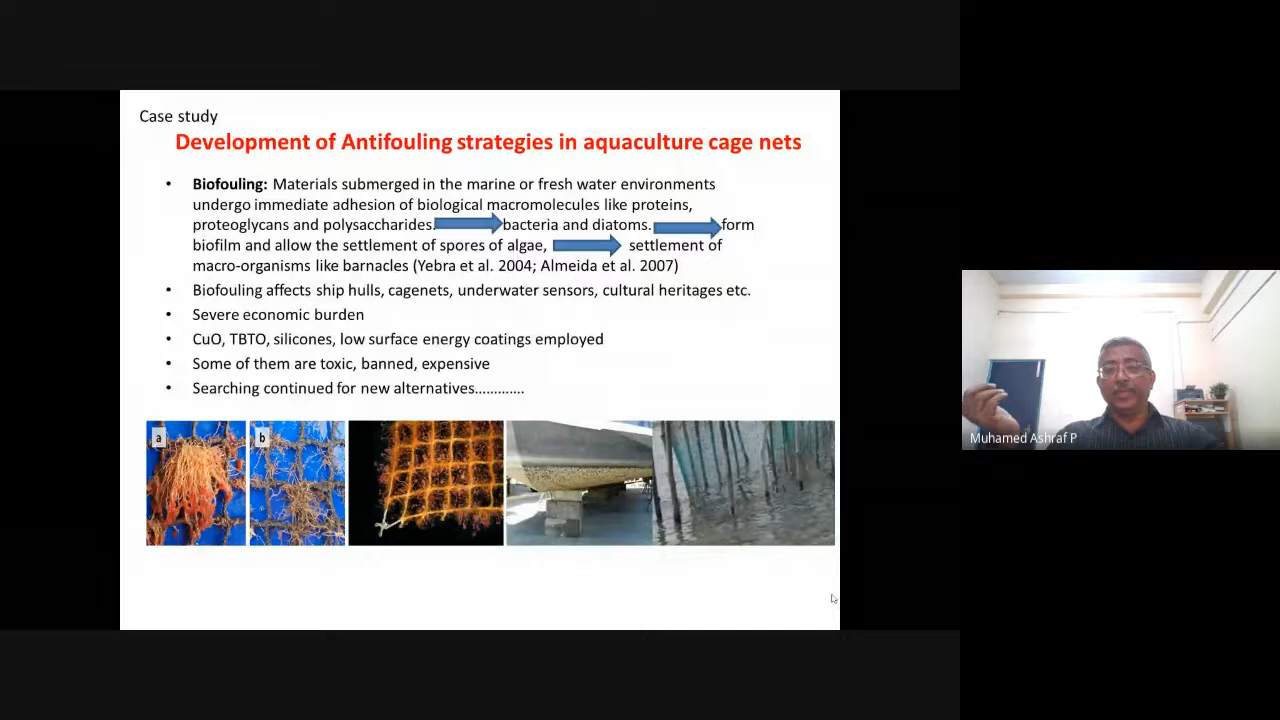 Case study
Development of Antifouling strategies in aquaculture cage nets
• Biofouling: Materials submerged in the marine or fresh water environments
undergo immediate adhesion of biological macromolecules like proteins,
proteoglycans and polysaccharides. bacteria and diatoms. form
biofilm and allow the settlement of spores of algae, settlement of
macro-organisms like barnacles (Yebra et al. 2004; Almeida et al. 2007)
• Biofouling affects ship hulls, cagenets, underwater sensors, cultural heritages etc.
• Severe economic burden
• CuO, TBTO, silicones, low surface energy coatings employed
• Some of them are toxic, banned, expensive
• Searching continued for new alternatives………….
a
b
Muhamed Ashraf P